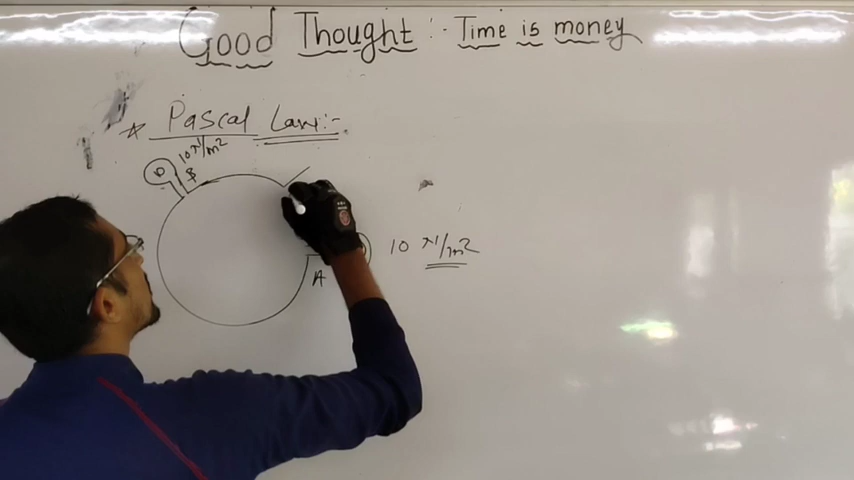 Good Thought :- Time is money
* Pascal Law :-
10 N/m²
B
10 N/m²
A